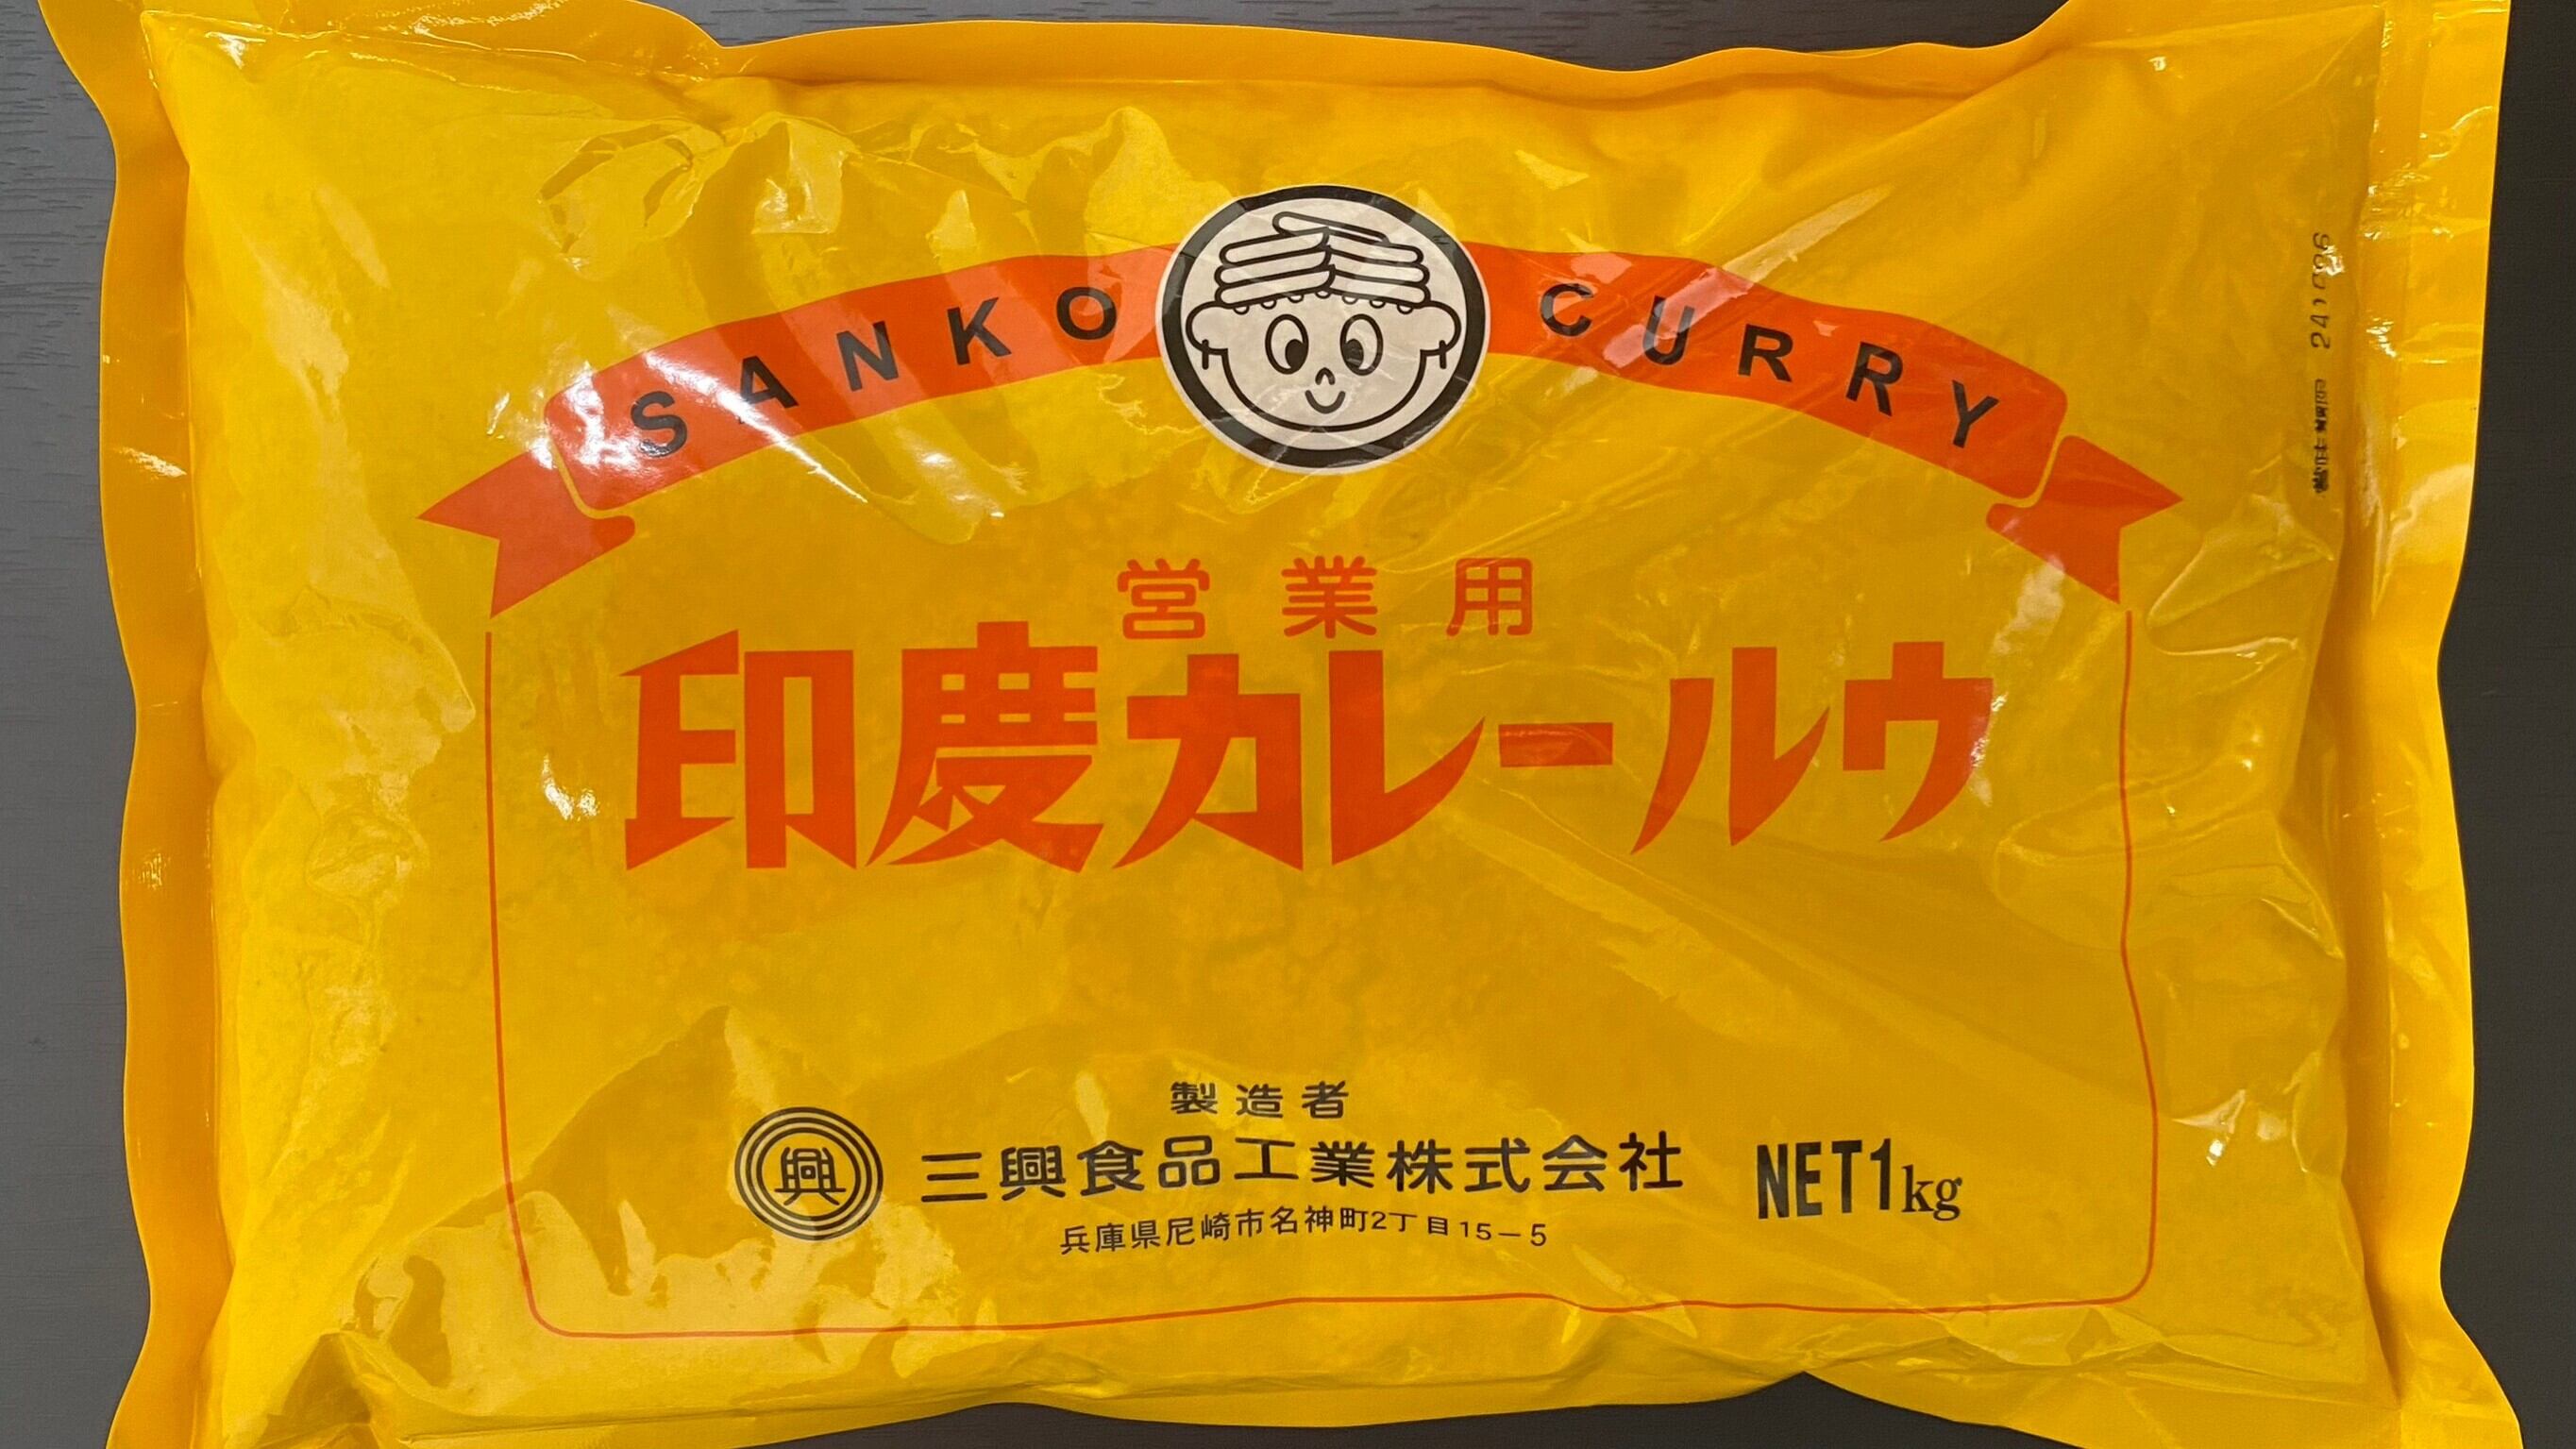 SANKO CURRY
営業用
印度カレールウ
製造者
興
三興食品工業株式会社 NET1kg
兵庫県尼崎市名神町2丁目15-5